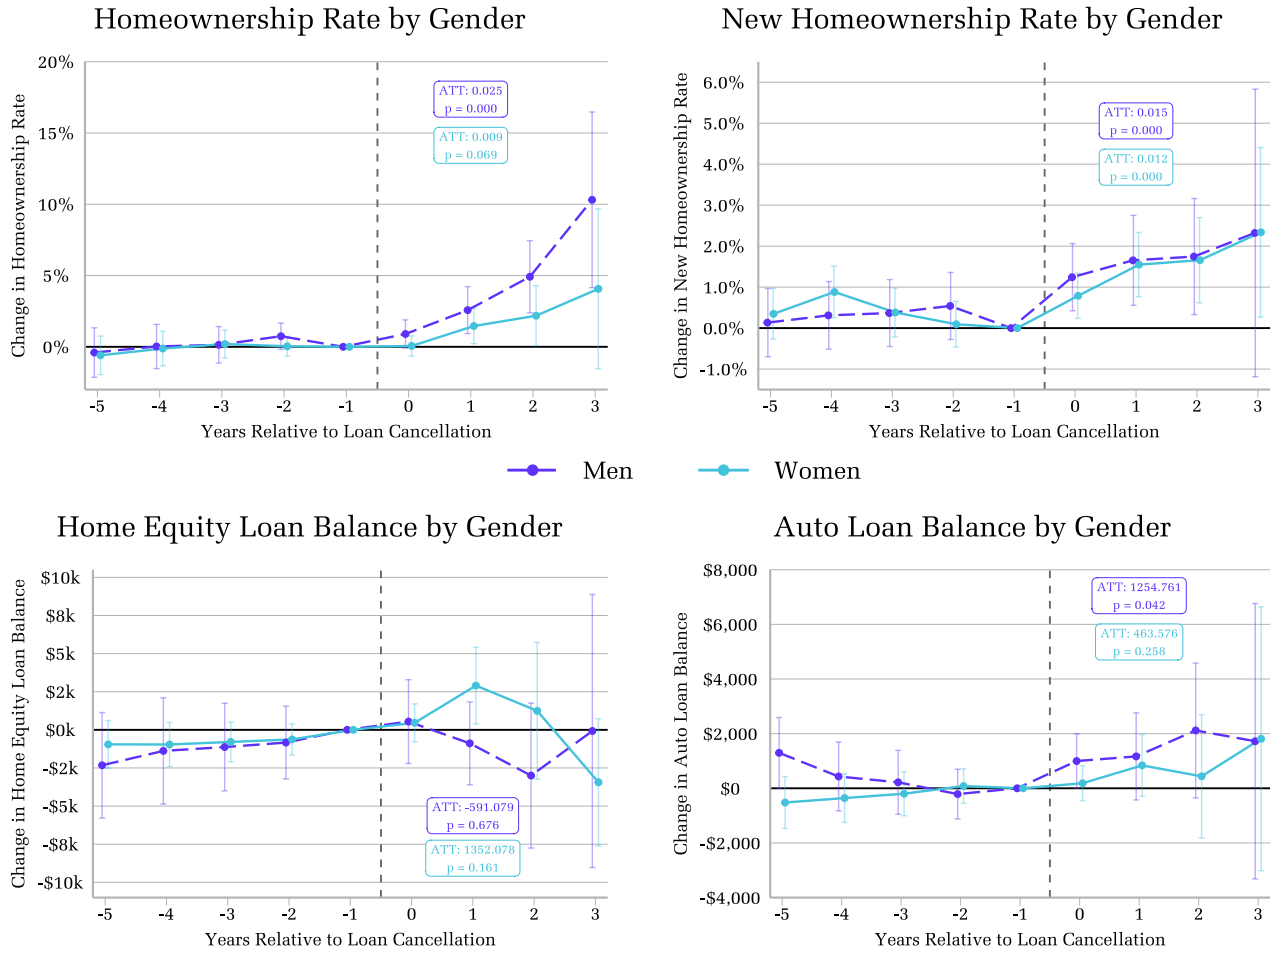 Homeownership Rate by Gender
Change in Homeownership Rate
20%
15%
10%
5%
0%
ATT: 0.025
p = 0.000
ATT: 0.009
p = 0.069
-5 -4 -3 -2 -1 0 1 2 3
Years Relative to Loan Cancellation
New Homeownership Rate by Gender
Change in New Homeownership Rate
6.0%
5.0%
4.0%
3.0%
2.0%
1.0%
0.0%
-1.0%
ATT: 0.015
p = 0.000
ATT: 0.012
p = 0.000
-5 -4 -3 -2 -1 0 1 2 3
Years Relative to Loan Cancellation
Men Women
Home Equity Loan Balance by Gender
Change in Home Equity Loan Balance
$10k
$8k
$5k
$2k
$0k
-$2k
-$5k
-$8k
-$10k
ATT: -591.079
p = 0.676
ATT: 1352.078
p = 0.161
-5 -4 -3 -2 -1 0 1 2 3
Years Relative to Loan Cancellation
Auto Loan Balance by Gender
Change in Auto Loan Balance
$8,000
$6,000
$4,000
$2,000
$0
-$2,000
-$4,000
ATT: 1254.761
p = 0.042
ATT: 463.576
p = 0.258
-5 -4 -3 -2 -1 0 1 2 3
Years Relative to Loan Cancellation